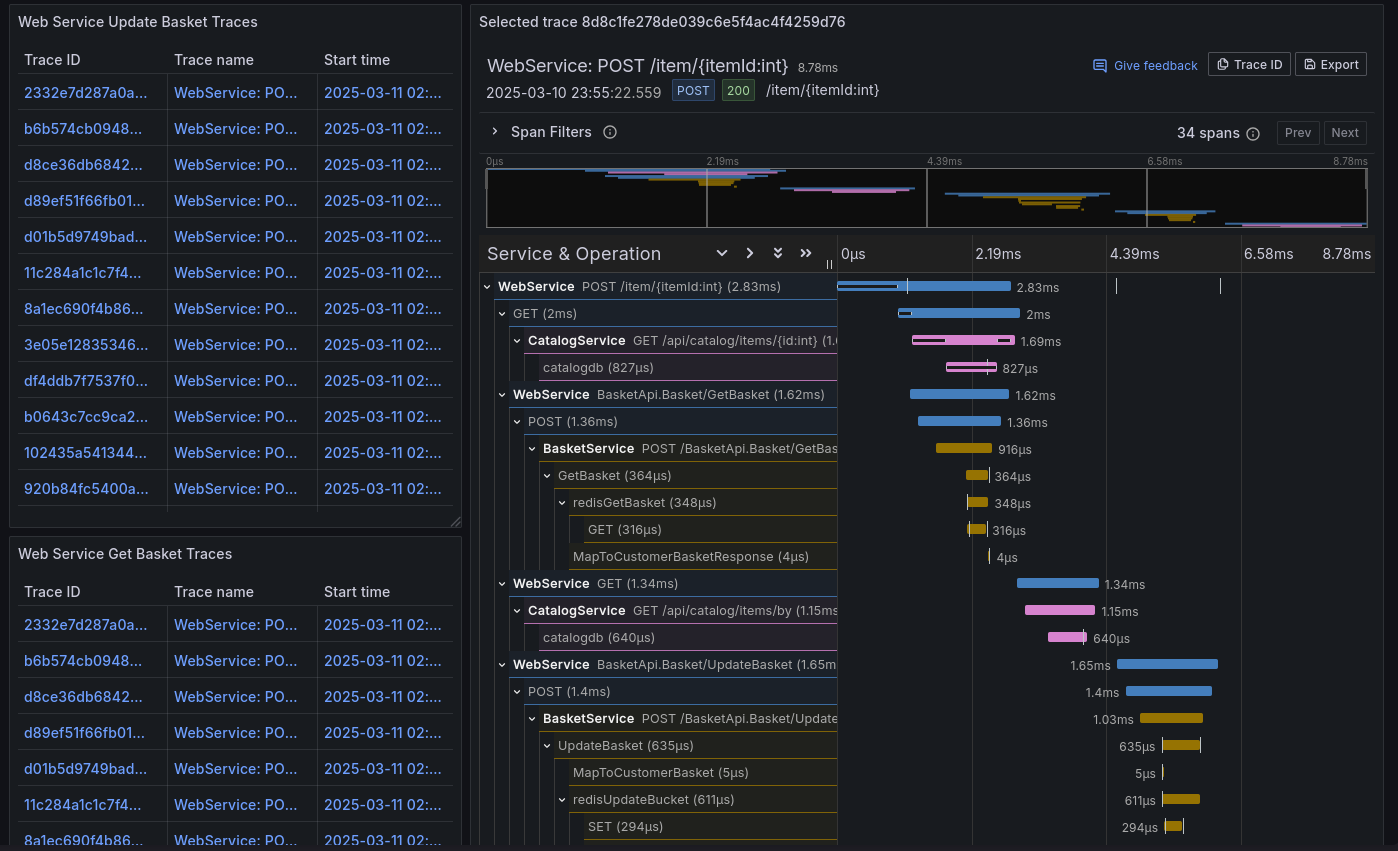 Web Service Update Basket Traces
Trace ID Trace name Start time
2332e7d287a0a... WebService: PO... 2025-03-11 02:...
b6b574cb0948... WebService: PO... 2025-03-11 02:...
d8ce36db6842... WebService: PO... 2025-03-11 02:...
d89ef51f66fb01... WebService: PO... 2025-03-11 02:...
d01b5d9749bad... WebService: PO... 2025-03-11 02:...
11c284a1c1c7f4... WebService: PO... 2025-03-11 02:...
8a1ec690f4b86... WebService: PO... 2025-03-11 02:...
3e05e12835346... WebService: PO... 2025-03-11 02:...
df4ddb7f7537f0... WebService: PO... 2025-03-11 02:...
b0643c7cc9ca2... WebService: PO... 2025-03-11 02:...
102435a541344... WebService: PO... 2025-03-11 02:...
920b84fc5400a... WebService: PO... 2025-03-11 02:...
Web Service Get Basket Traces
Trace ID Trace name Start time
2332e7d287a0a... WebService: PO... 2025-03-11 02:...
b6b574cb0948... WebService: PO... 2025-03-11 02:...
d8ce36db6842... WebService: PO... 2025-03-11 02:...
d89ef51f66fb01... WebService: PO... 2025-03-11 02:...
d01b5d9749bad... WebService: PO... 2025-03-11 02:...
11c284a1c1c7f4... WebService: PO... 2025-03-11 02:...
8a1ec690f4b86... WebService: PO... 2025-03-11 02:...
Selected trace 8d8c1fe278de039c6e5f4ac4f4259d76
WebService: POST /item/{itemId:int} 8.78ms Give feedback Trace ID Export
2025-03-10 23:55:22.559 POST 200 /item/{itemId:int}
Span Filters 34 spans Prev Next
0μs 2.19ms 4.39ms 6.58ms 8.78ms
Service & Operation 0μs 2.19ms 4.39ms 6.58ms 8.78ms
WebService POST /item/{itemId:int} (2.83ms) 2.83ms
GET (2ms) 2ms
CatalogService GET /api/catalog/items/{id:int} (1.6 1.69ms
catalogdb (827μs) 827μs
WebService BasketApi.Basket/GetBasket (1.62ms) 1.62ms
POST (1.36ms) 1.36ms
BasketService POST /BasketApi.Basket/GetBas 916μs
GetBasket (364μs) 364μs
redisGetBasket (348μs) 348μs
GET (316μs) 316μs
MapToCustomerBasketResponse (4μs) 4μs
WebService GET (1.34ms) 1.34ms
CatalogService GET /api/catalog/items/by (1.15ms 1.15ms
catalogdb (640μs) 640μs
WebService BasketApi.Basket/UpdateBasket (1.65m 1.65ms
POST (1.4ms) 1.4ms
BasketService POST /BasketApi.Basket/Update 1.03ms
UpdateBasket (635μs) 635μs
MapToCustomerBasket (5μs) 5μs
redisUpdateBucket (611μs) 611μs
SET (294μs) 294μs